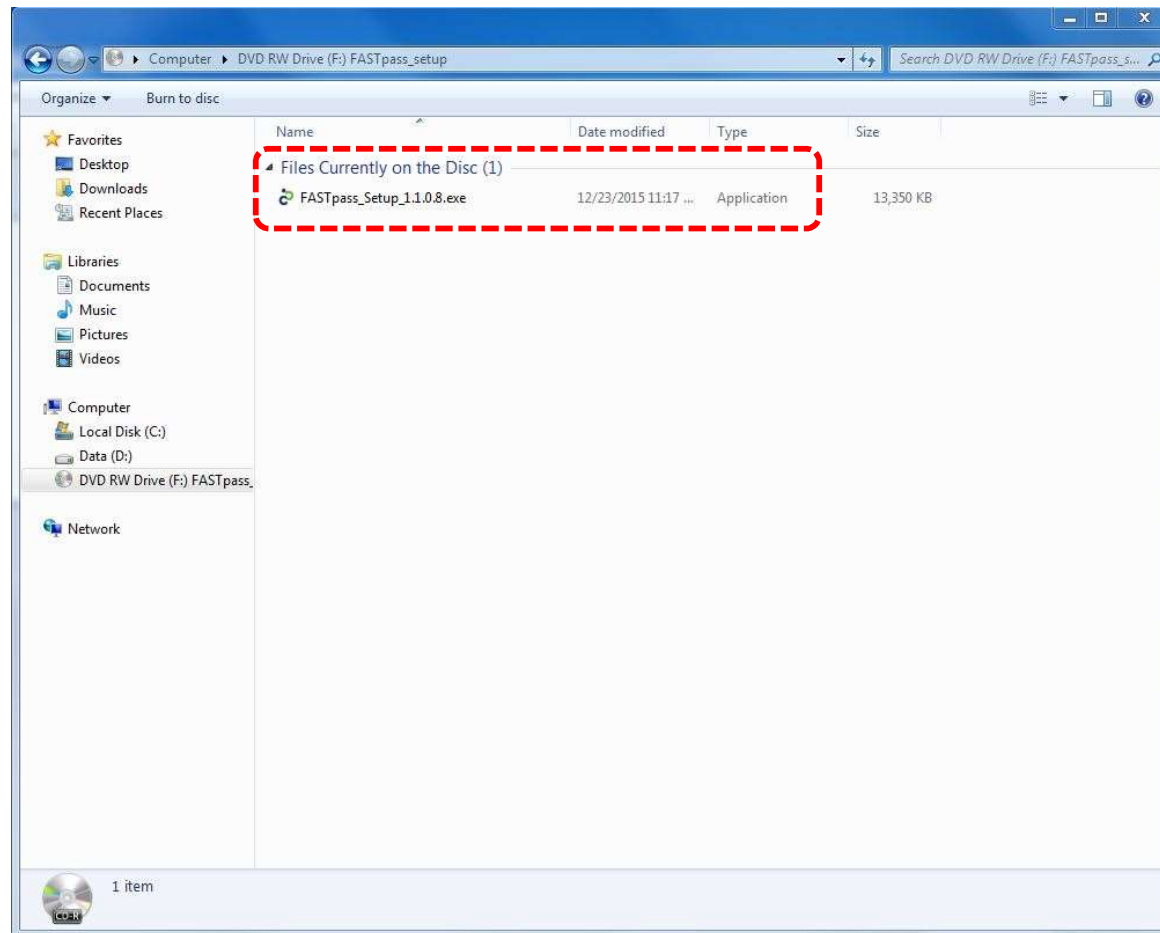 Computer ▸ DVD RW Drive (F:) FASTpass_setup
Search DVD RW Drive (F:) FASTpass_s...
Organize Burn to disc
Name Date modified Type Size
Favorites
Desktop
Downloads
Recent Places
Libraries
Documents
Music
Pictures
Videos
Computer
Local Disk (C:)
Data (D:)
DVD RW Drive (F:) FASTpass_
Network
Files Currently on the Disc (1)
FASTpass_Setup_1.1.0.8.exe 12/23/2015 11:17 ... Application 13,350 KB
1 item
CD-R